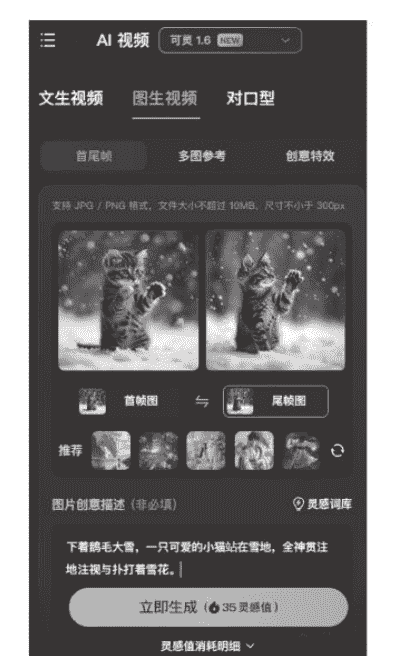 AI 视频 可灵 1.6 NEW
文生视频 图生视频 对口型
首尾帧 多图参考 创意特效
支持 JPG / PNG 格式，文件大小不超过 10MB，尺寸不小于 300px
首帧图 尾帧图
推荐
图片创意描述（非必填） 灵感词库
下着鹅毛大雪，一只可爱的小猫站在雪地，全神贯注
地注视与扑打着雪花。
立即生成（35 灵感值）
灵感值消耗明细